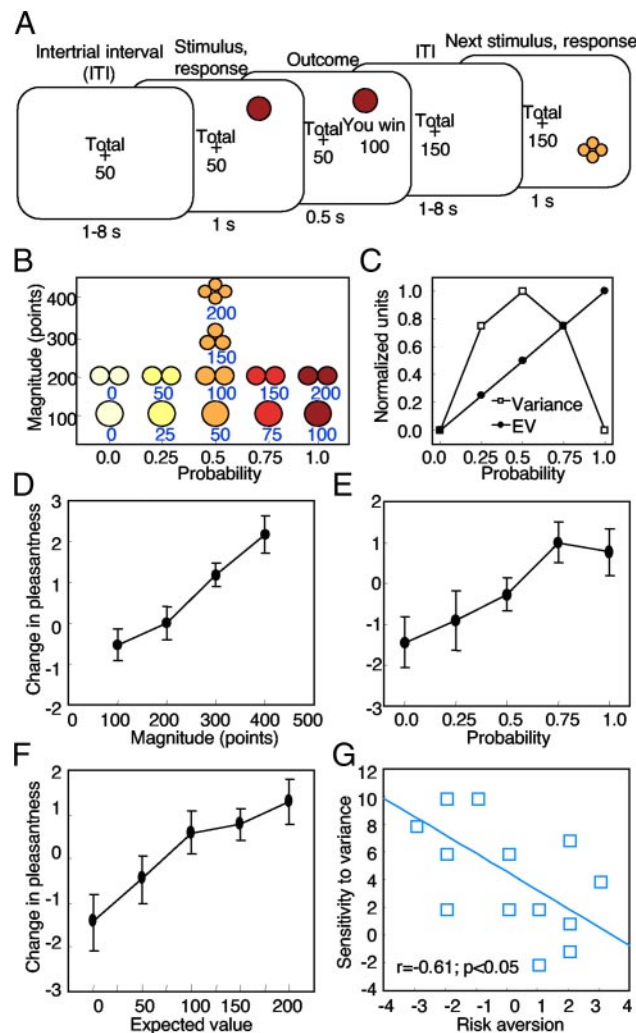 A
Intertrial interval
(ITI)
Stimulus,
response
Outcome
ITI
Next stimulus, response
Total
+
50
Total
+
50
Total
+
50
You win
100
Total
+
150
Total
+
150
1-8 s
1 s
0.5 s
1-8 s
1 s
B
Magnitude (points)
400
300
200
100
200
150
0 50 100 150 200
0 25 50 75 100
0.0 0.25 0.5 0.75 1.0
Probability
C
Normalized units
1.0
0.8
0.6
0.4
0.2
0.0
Variance
EV
0.0 0.25 0.5 0.75 1.0
Probability
D
Change in pleasantness
3
2
1
0
-1
-2
0 100 200 300 400 500
Magnitude (points)
E
2
1
0
-1
-2
-3
0.0 0.25 0.5 0.75 1.0
Probability
F
Change in pleasantness
2
1
0
-1
-2
-3
0 50 100 150 200
Expected value
G
Sensitivity to variance
12
10
8
6
4
2
0
-2
-4
r=-0.61; p<0.05
-4 -3 -2 -1 0 1 2 3 4
Risk aversion